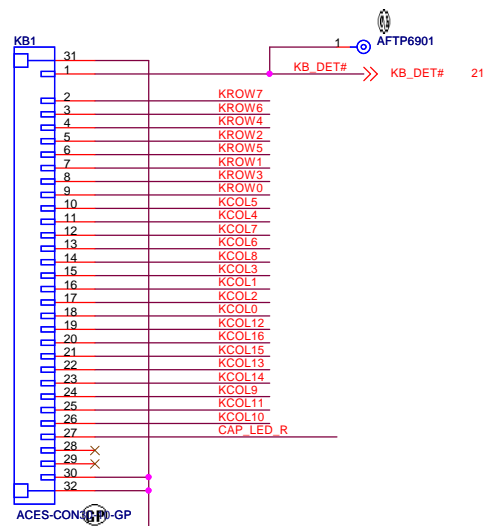 KB1
1 AFTP6901
31
1 KB_DET# KB_DET# 21
2 KROW7
3 KROW6
4 KROW4
5 KROW2
6 KROW5
7 KROW1
8 KROW3
9 KROW0
10 KCOL5
11 KCOL4
12 KCOL7
13 KCOL6
14 KCOL8
15 KCOL3
16 KCOL1
17 KCOL2
18 KCOL0
19 KCOL12
20 KCOL16
21 KCOL15
22 KCOL13
23 KCOL14
24 KCOL9
25 KCOL11
26 KCOL10
27 CAP_LED_R
28
29
30
32
GP